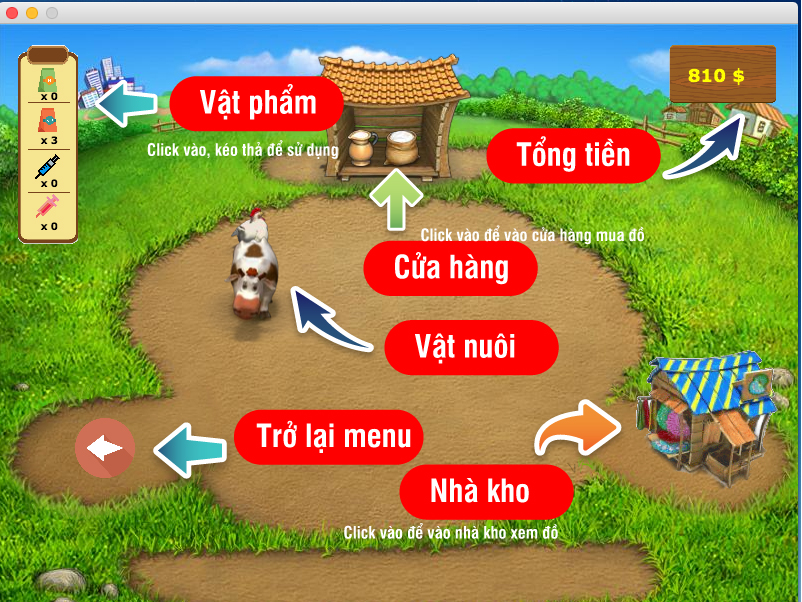 810 $
x 0
x 3
x 0
x 0
Vật phẩm
Click vào, kéo thả để sử dụng
Tổng tiền
Click vào để vào cửa hàng mua đồ
Cửa hàng
Vật nuôi
Trở lại menu
Nhà kho
Click vào để vào nhà kho xem đồ